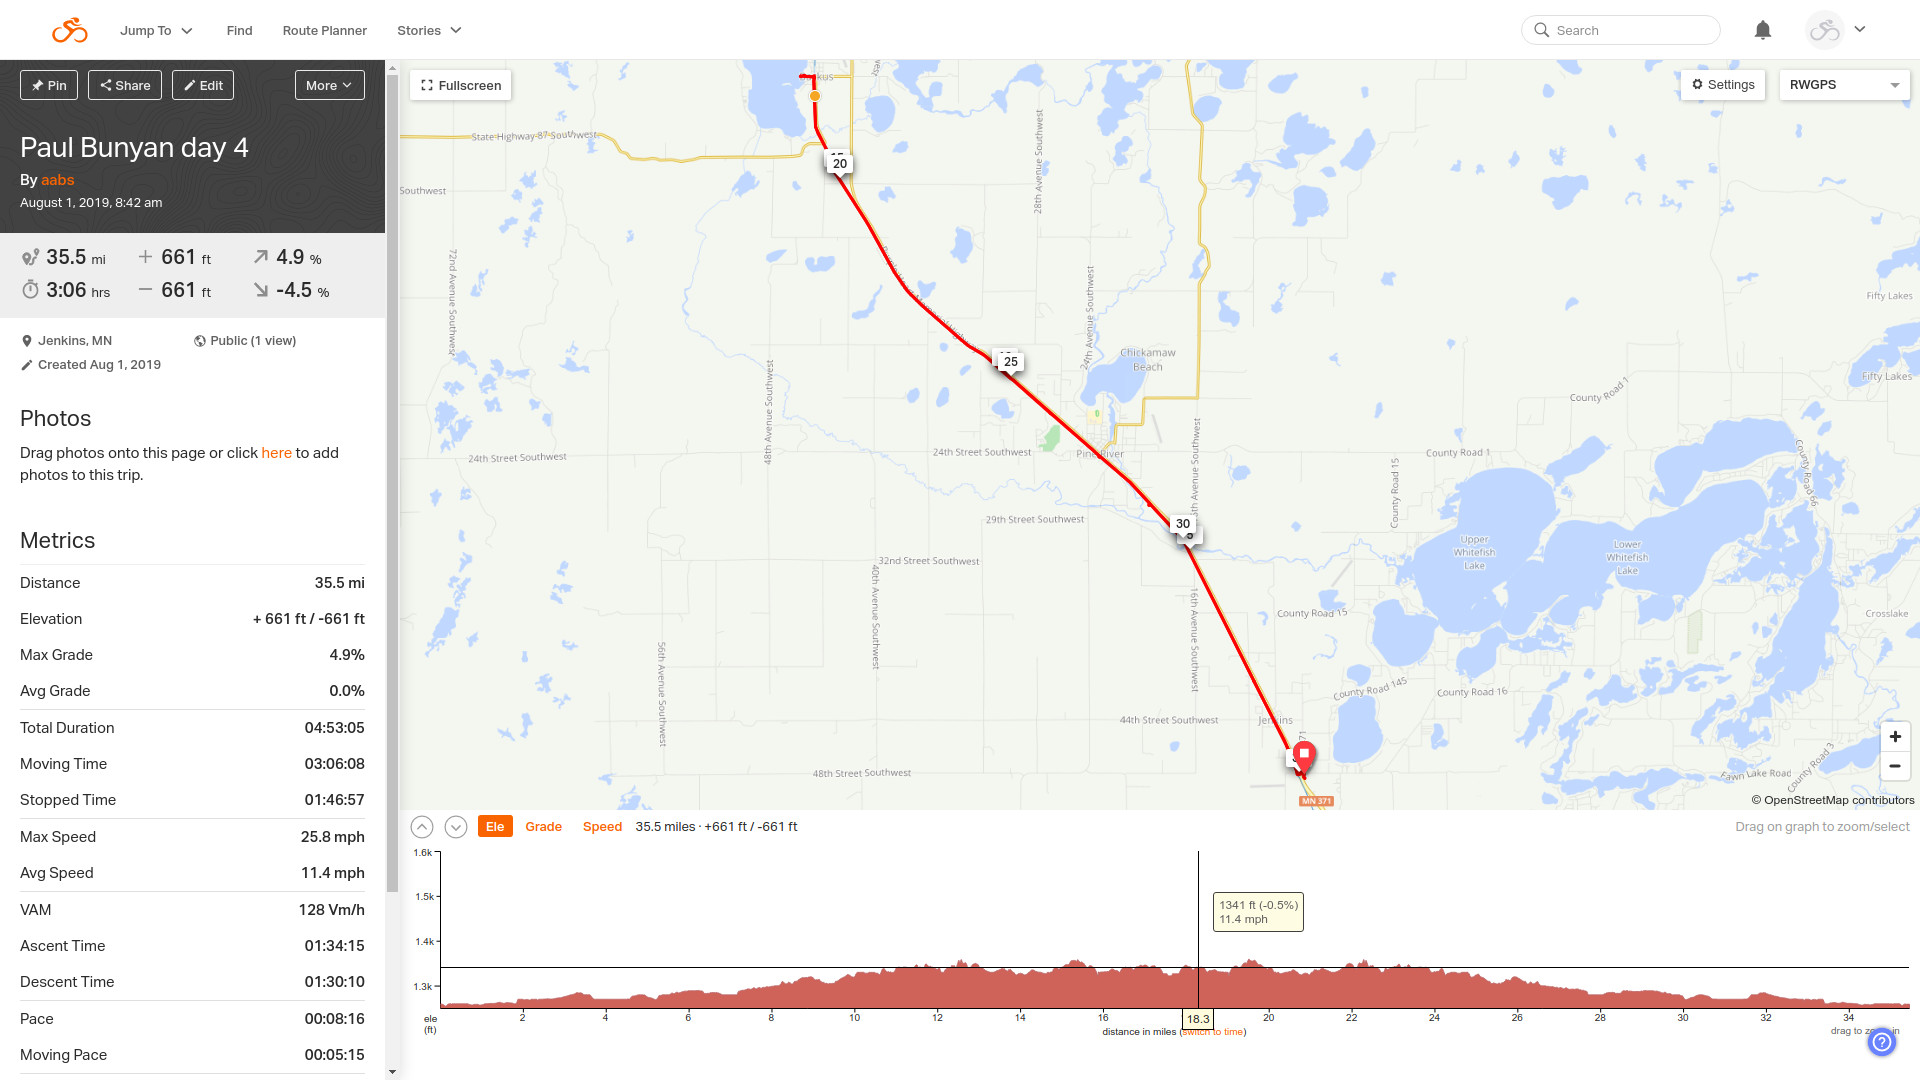 Jump To
Find
Route Planner
Stories
Search
Pin
Share
Edit
More
Paul Bunyan day 4
By aabs
August 1, 2019, 8:42 am
35.5 mi
661 ft
4.9 %
3:06 hrs
661 ft
-4.5 %
Jenkins, MN
Public (1 view)
Created Aug 1, 2019
Photos
Drag photos onto this page or click here to add
photos to this trip.
Metrics
Distance 35.5 mi
Elevation + 661 ft / -661 ft
Max Grade 4.9%
Avg Grade 0.0%
Total Duration 04:53:05
Moving Time 03:06:08
Stopped Time 01:46:57
Max Speed 25.8 mph
Avg Speed 11.4 mph
VAM 128 Vm/h
Ascent Time 01:34:15
Descent Time 01:30:10
Pace 00:08:16
Moving Pace 00:05:15
Fullscreen
Settings
RWGPS
State Highway 87 Southwest
Southwest
28th Avenue Southwest
20
72nd Avenue Southwest
Fifty Lakes
25
Chickamaw
Beach
Fifty Lakes
County Road 1
48th Avenue Southwest
24th Street Southwest
24th Street Southwest
Pine River
County Road 1
County Road 15
County Road 66
29th Street Southwest
30
Upper
Whitefish
Lake
Lower
Whitefish
Lake
32nd Street Southwest
40th Avenue Southwest
16th Avenue Southwest
County Road 15
Crosslake
56th Avenue Southwest
County Road 145
County Road 16
44th Street Southwest
Jenkins
48th Street Southwest
Fawn Lake Road
County Road 3
MN 371
+
−
© OpenStreetMap contributors
Ele
Grade
Speed
35.5 miles · +661 ft / -661 ft
Drag on graph to zoom/select
1.6k
1.5k
1.4k
1.3k
1341 ft (-0.5%)
11.4 mph
ele
(ft)
2 4 6 8 10 12 14 16 18.3 20 22 24 26 28 30 32 34
distance in miles (switch to time)
drag to zoom in
?